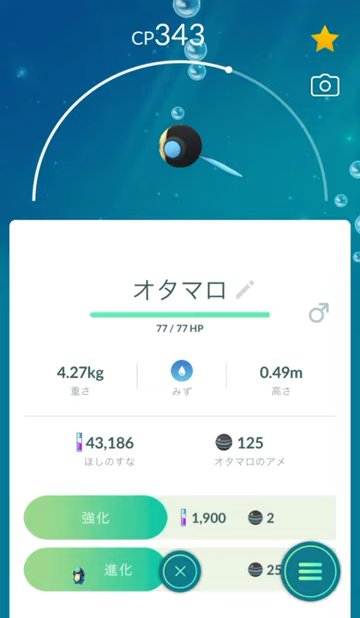 CP343
オタマロ
77 / 77 HP
4.27kg
重さ
みず
0.49m
高さ
43,186
ほしのすな
125
オタマロのアメ
強化
1,900
2
進化
25